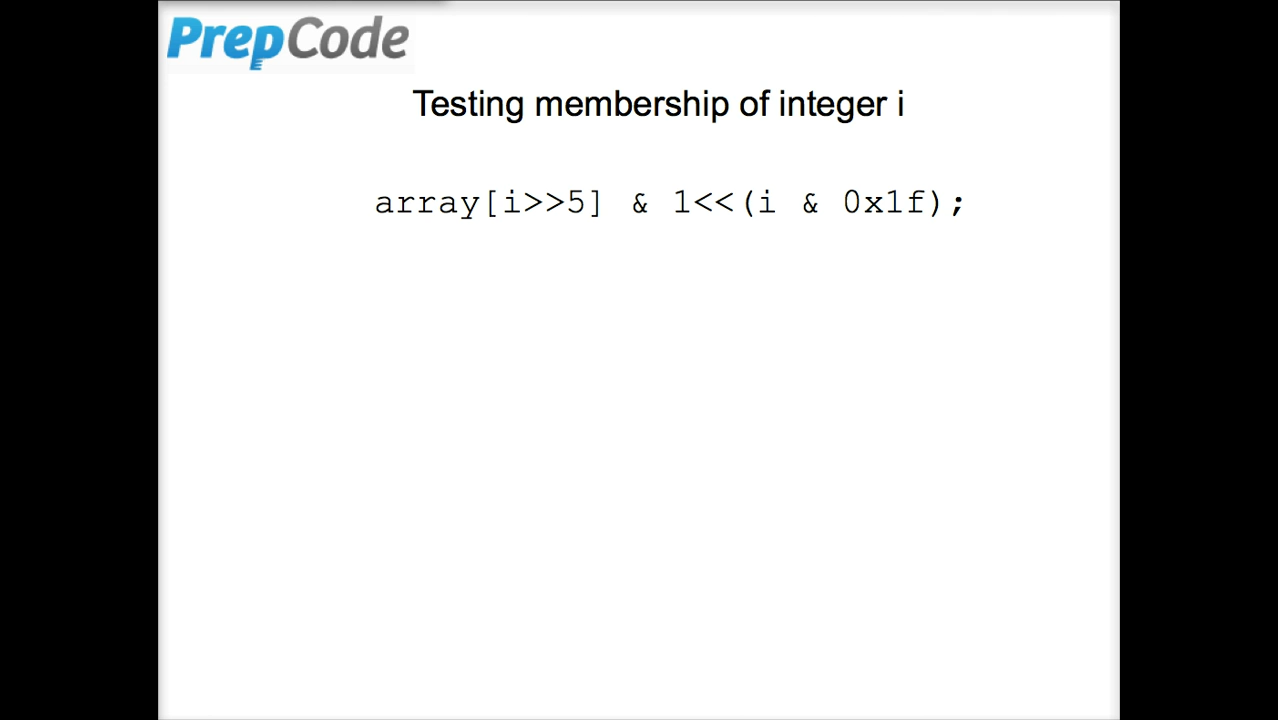 PrepCode
Testing membership of integer i
array[i>>5] & 1<<(i & 0x1f);